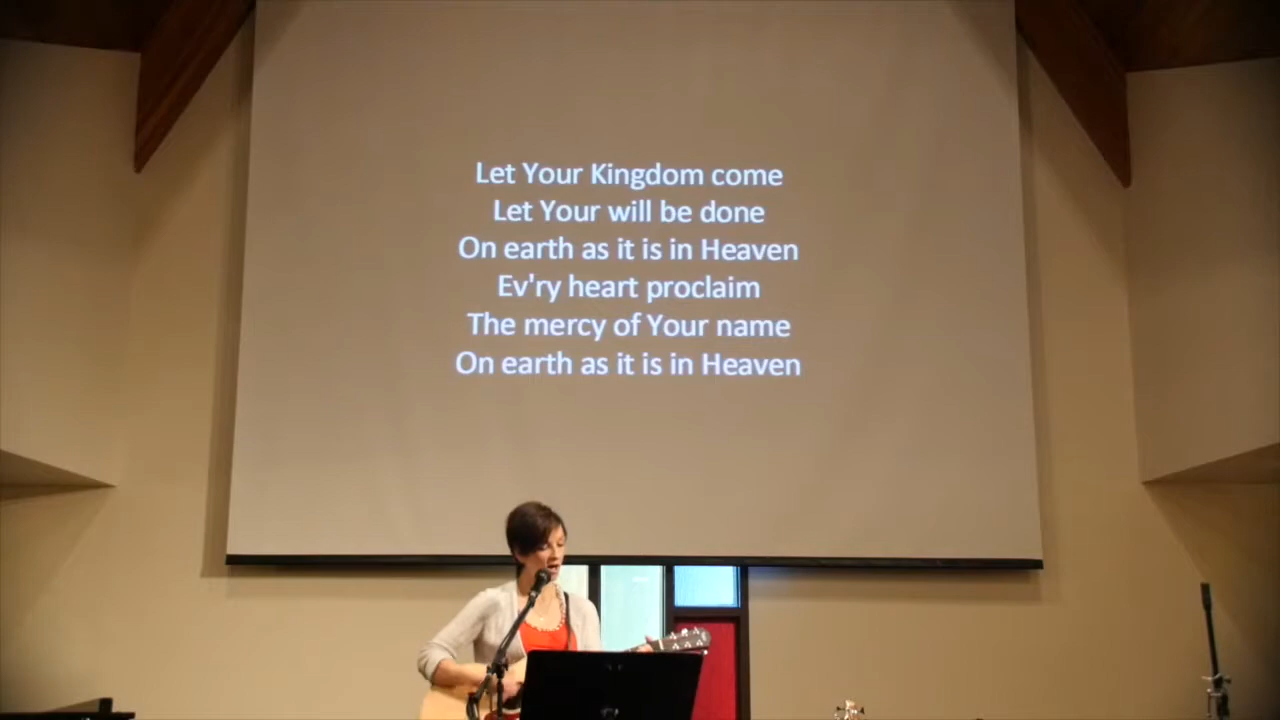 Let Your Kingdom come
Let Your will be done
On earth as it is in Heaven
Ev'ry heart proclaim
The mercy of Your name
On earth as it is in Heaven